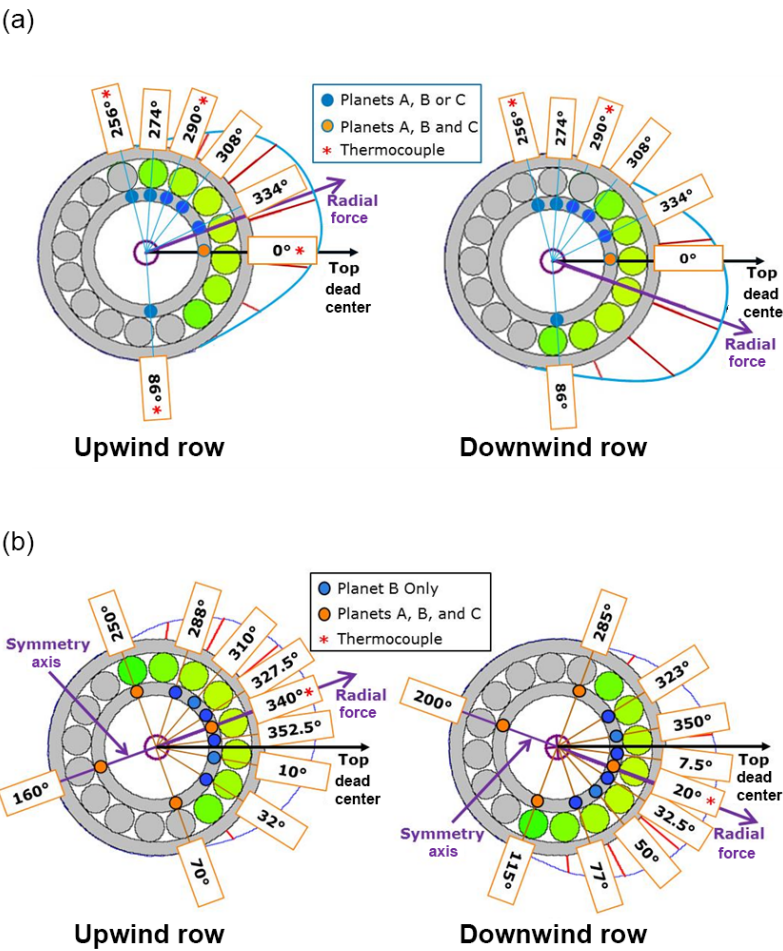 (a)
256°*
274°
290°*
308°
334°
0° *
86°*
Planets A, B or C
Planets A, B and C
* Thermocouple
Radial
force
Top
dead
center
Upwind row
256°*
274°
290°*
308°
334°
0°
86°
Top
dead
cente
Radial
force
Downwind row
(b)
Symmetry
axis
250°
288°
310°
327.5°
340°*
352.5°
10°
32°
70°
160°
Planet B Only
Planets A, B, and C
* Thermocouple
Radial
force
Top
dead
center
Upwind row
200°
285°
323°
350°
7.5°
20° *
32.5°
50°
77°
115°
Symmetry
axis
Top
dead
center
Radial
force
Downwind row